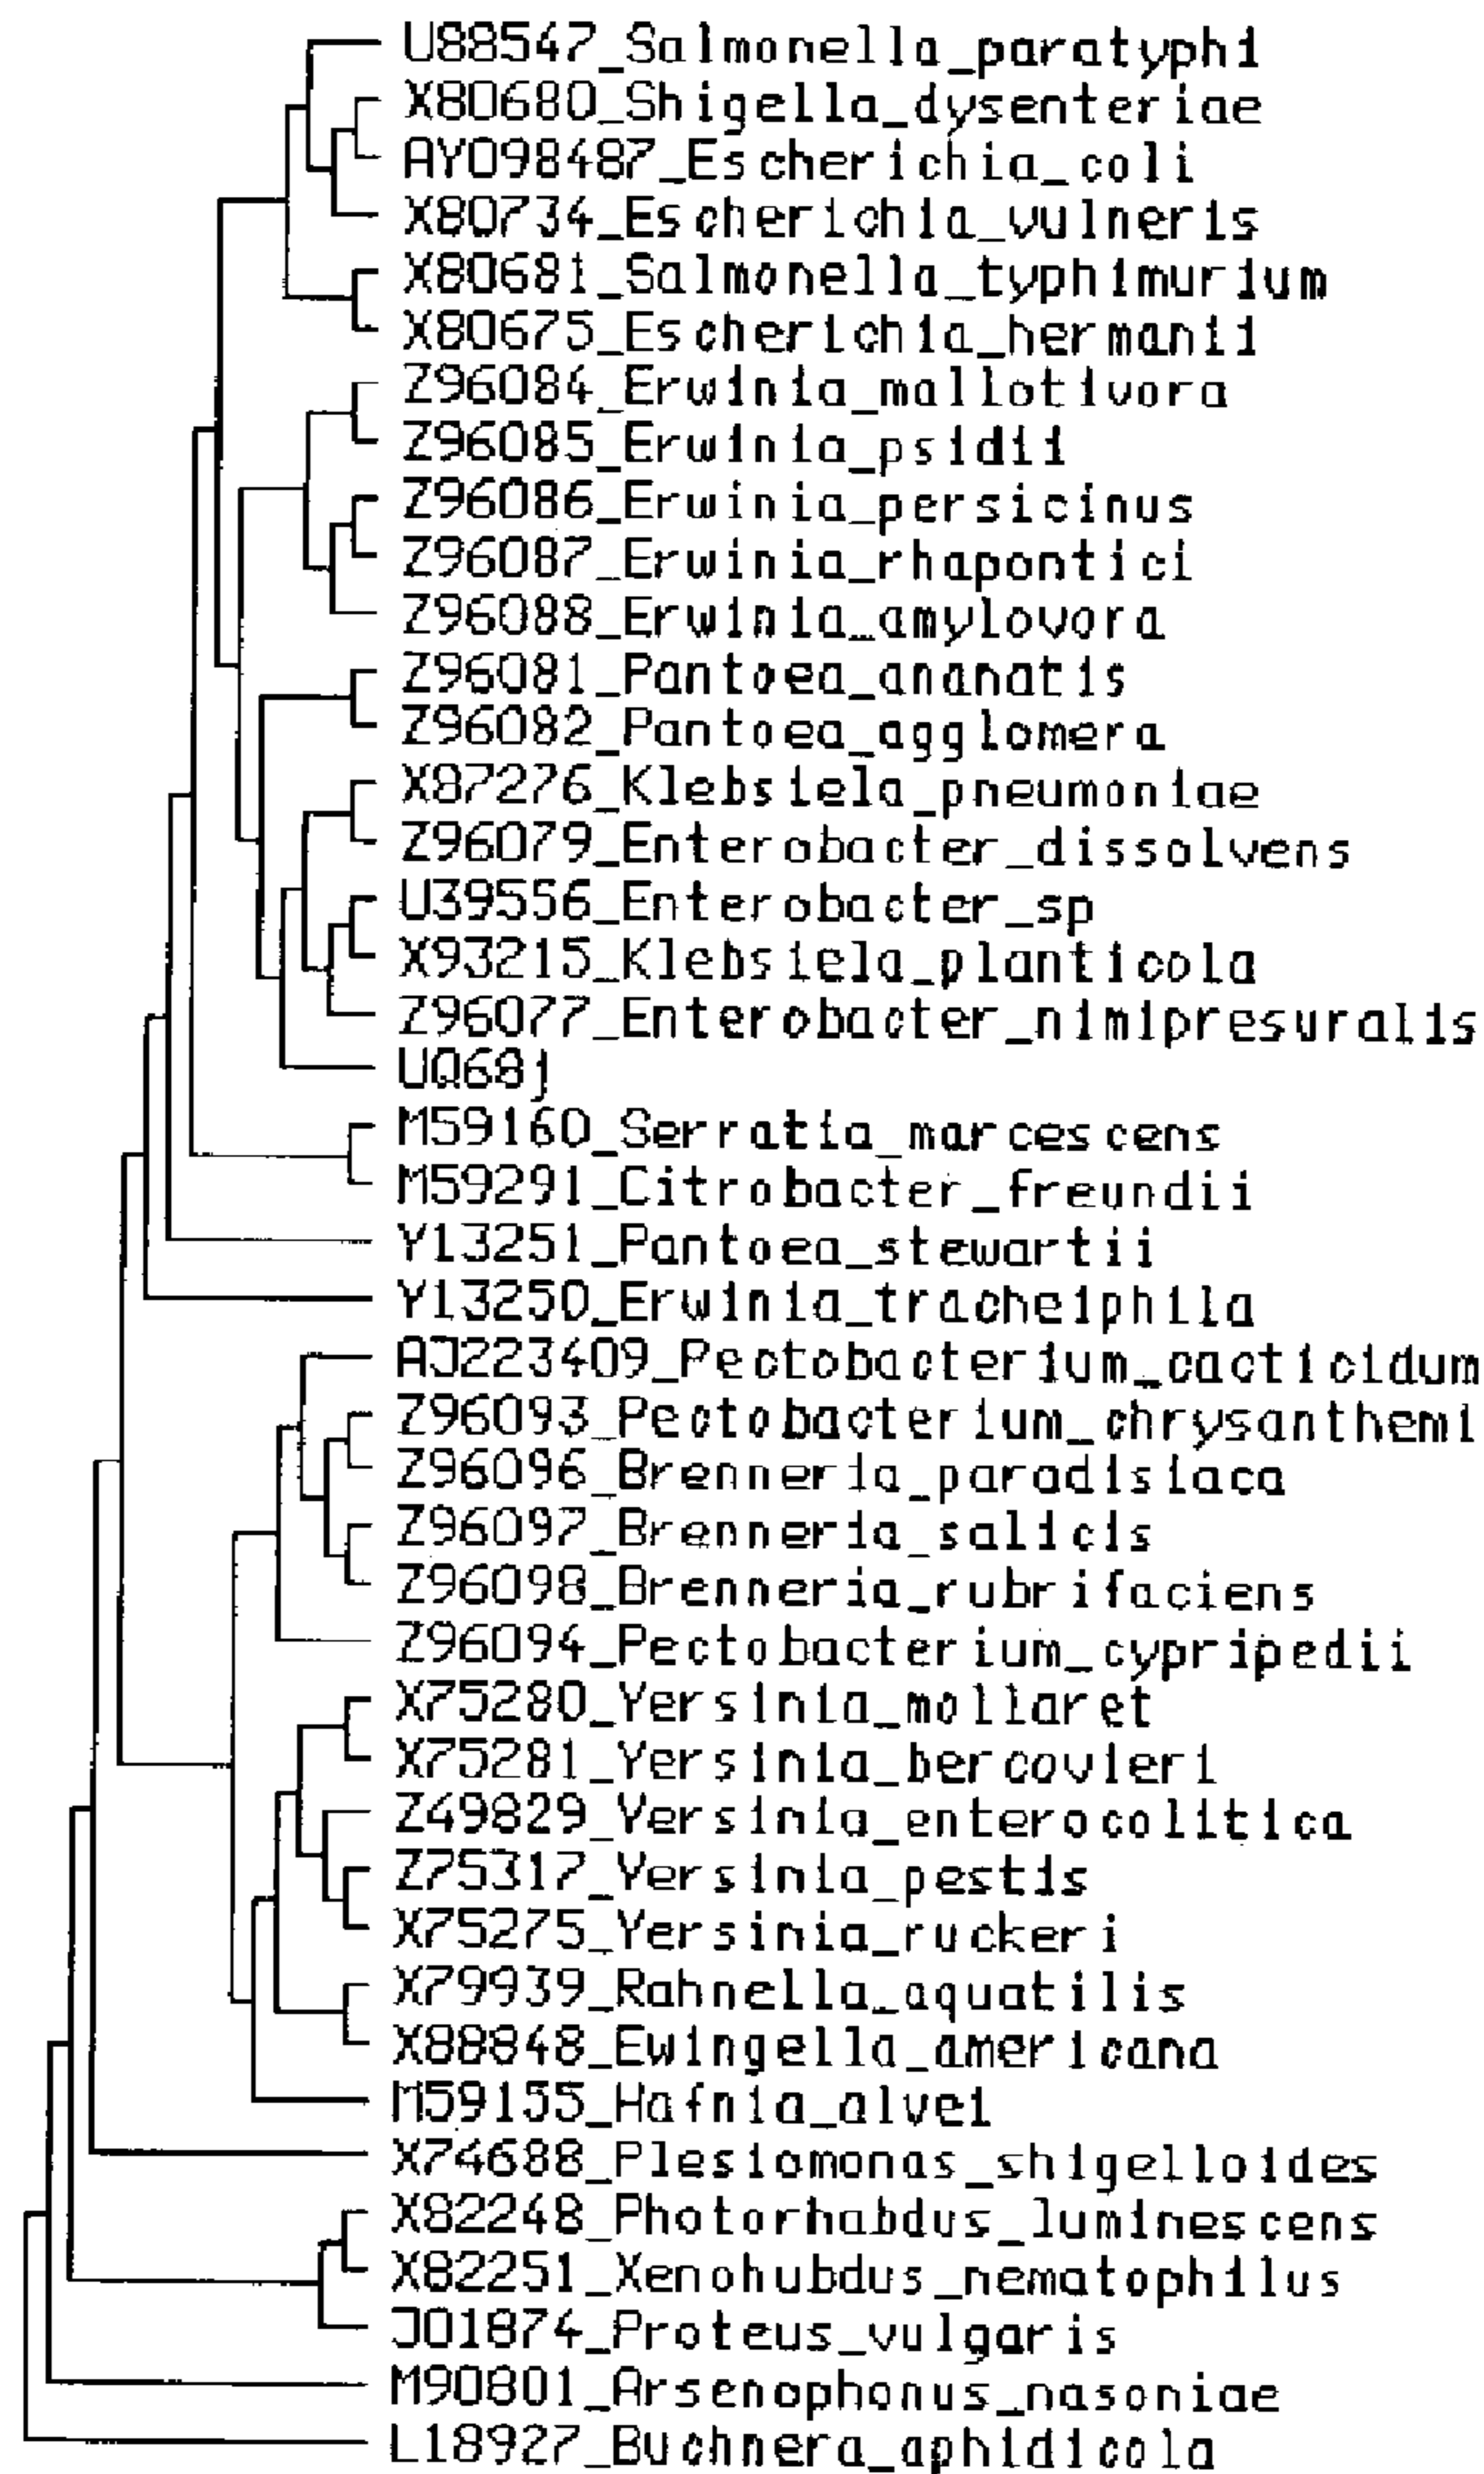 U88547_Salmonella_paratyphi
X80680_Shigella_dysenteriae
AY098487_Escherichia_coli
X80734_Escherichia_vulneris
X80681_Salmonella_typhimurium
X80675_Escherichia_hermanii
Z96084_Erwinia_mallotivora
Z96085_Erwinia_psidii
Z96086_Erwinia_persicinus
Z96087_Erwinia_rhapontici
Z96088_Erwinia_amylovora
Z96081_Pantoea_ananatis
Z96082_Pantoea_agglomera
X87276_Klebsiela_pneumoniae
Z96079_Enterobacter_dissolvens
U39556_Enterobacter_sp
X93215_Klebsiela_planticola
Z96077_Enterobacter_nimipresuralis
UQ68j
M59160_Serratia_marcescens
M59291_Citrobacter_freundii
Y13251_Pantoea_stewartii
Y13250_Erwinia_tracheiphila
AJ223409_Pectobacterium_cacticidum
Z96093_Pectobacterium_chrysanthemi
Z96096_Brenneria_paradisiaca
Z96097_Brenneria_salicis
Z96098_Brenneria_rubrifaciens
Z96094_Pectobacterium_cypripedii
X75280_Yersinia_mollaret
X75281_Yersinia_bercovieri
Z49829_Yersinia_enterocolitica
Z75317_Yersinia_pestis
X75275_Yersinia_ruckeri
X79939_Rahnella_aquatilis
X88848_Ewingella_americana
M59155_Hafnia_alvei
X74688_Plesiomonas_shigelloides
X82248_Photorhabdus_luminescens
X82251_Xenohubdus_nematophilus
J01874_Proteus_vulgaris
M90801_Arsenophonus_nasoniae
L18927_Buchnera_aphidicola